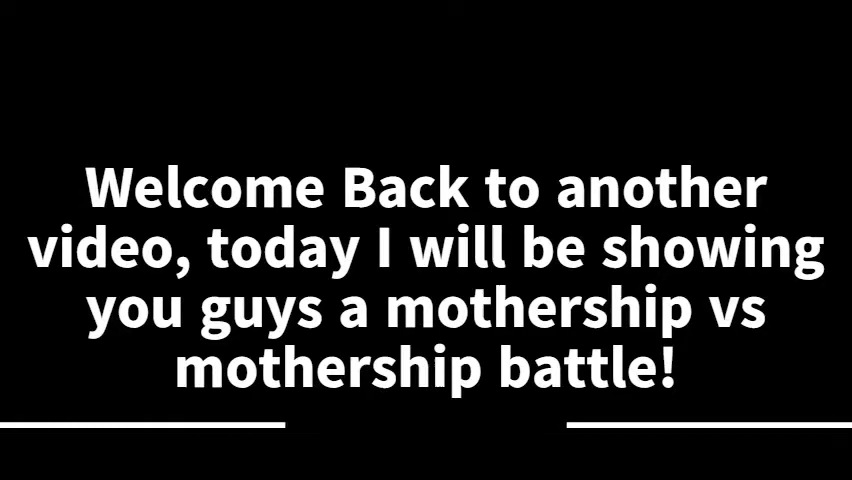 Welcome Back to another
video, today I will be showing
you guys a mothership vs
mothership battle!